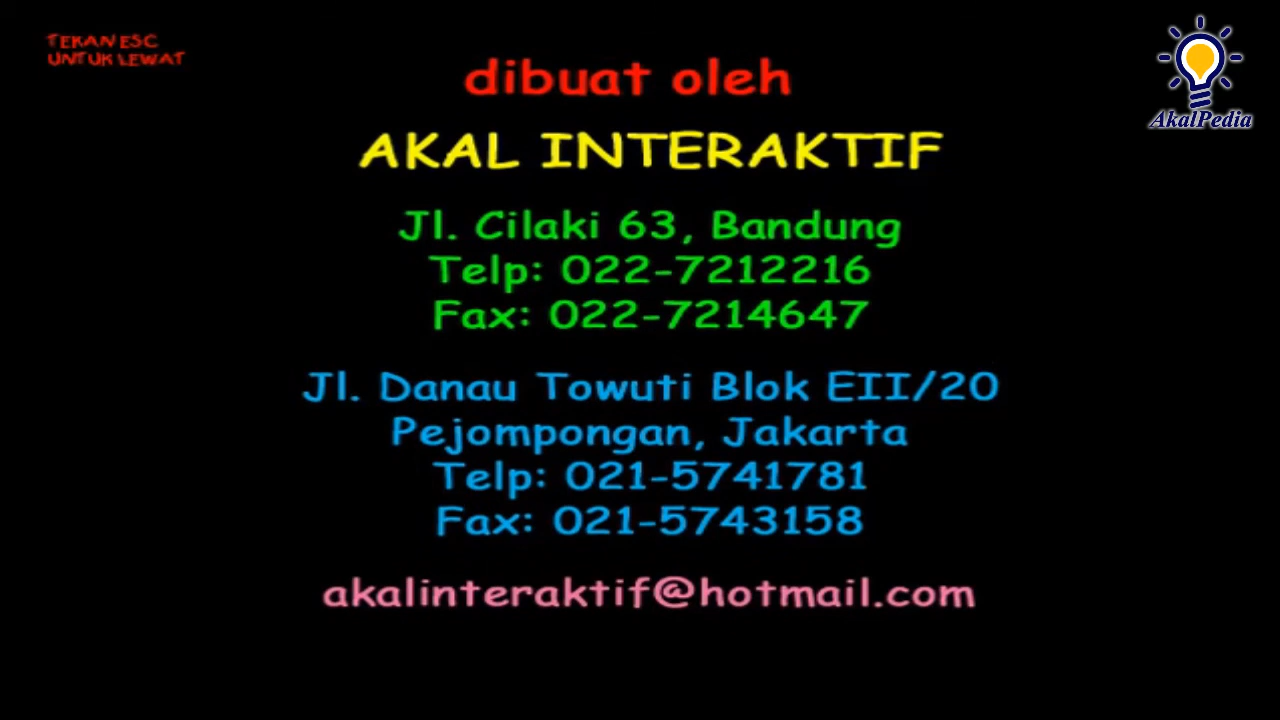 TEKAN ESC
UNTUK LEWAT
dibuat oleh
AKAL INTERAKTIF
Jl. Cilaki 63, Bandung
Telp: 022-7212216
Fax: 022-7214647
Jl. Danau Towuti Blok EII/20
Pejompongan, Jakarta
Telp: 021-5741781
Fax: 021-5743158
akalinteraktif@hotmail.com
AkalPedia